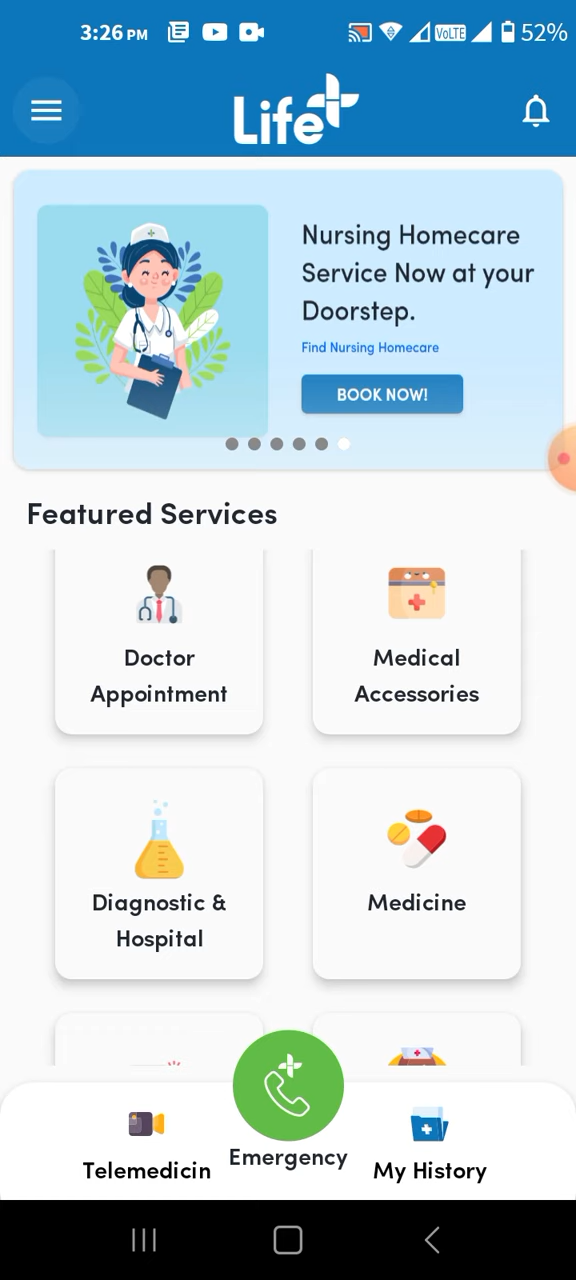 3:26 PM
VoLTE
52%
Life
Nursing Homecare
Service Now at your
Doorstep.
Find Nursing Homecare
BOOK NOW!
Featured Services
Doctor
Appointment
Medical
Accessories
Diagnostic &
Hospital
Medicine
Telemedicin
Emergency
My History